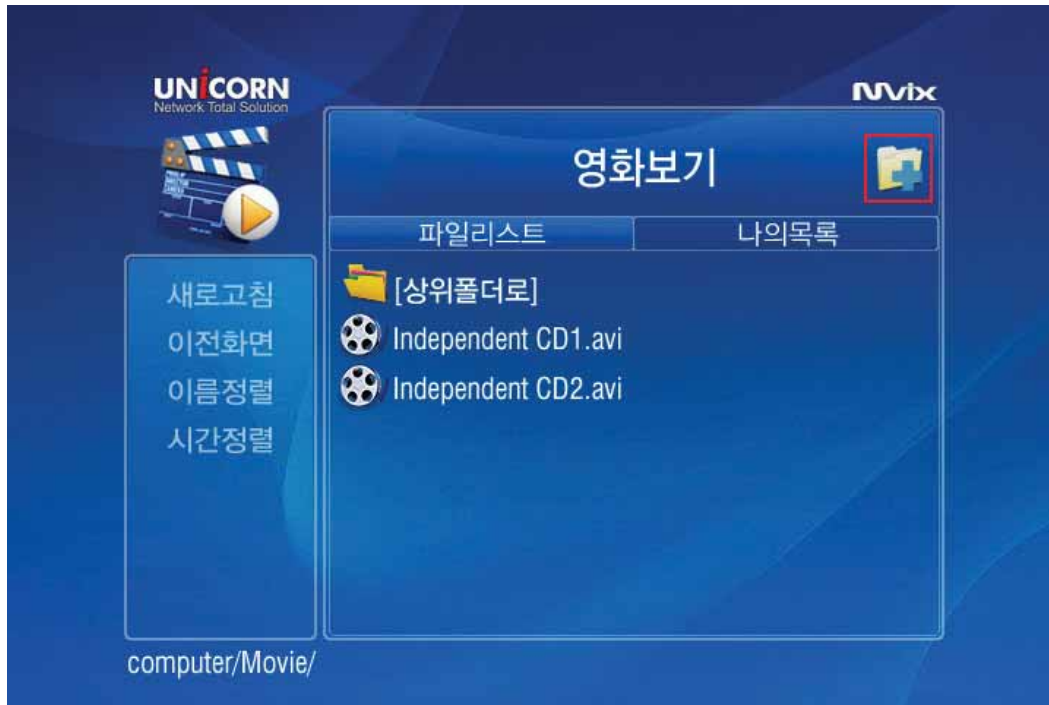 UNiCORN
Network Total Solution
Mvix
영화보기
파일리스트
나의목록
새로고침
이전화면
이름정렬
시간정렬
[상위폴더로]
Independent CD1.avi
Independent CD2.avi
computer/Movie/